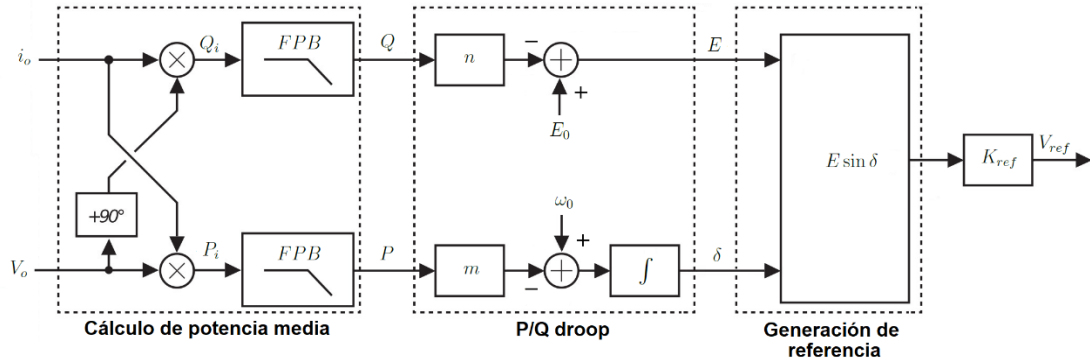 i_o
Q_i
FPB
Q
n
−
+
+
E_0
E
×
+90°
V_o
P_i
×
FPB
P
m
−
ω_0
+
+
∫
δ
E sin δ
K_ref
V_ref
Cálculo de potencia media
P/Q droop
Generación de
referencia